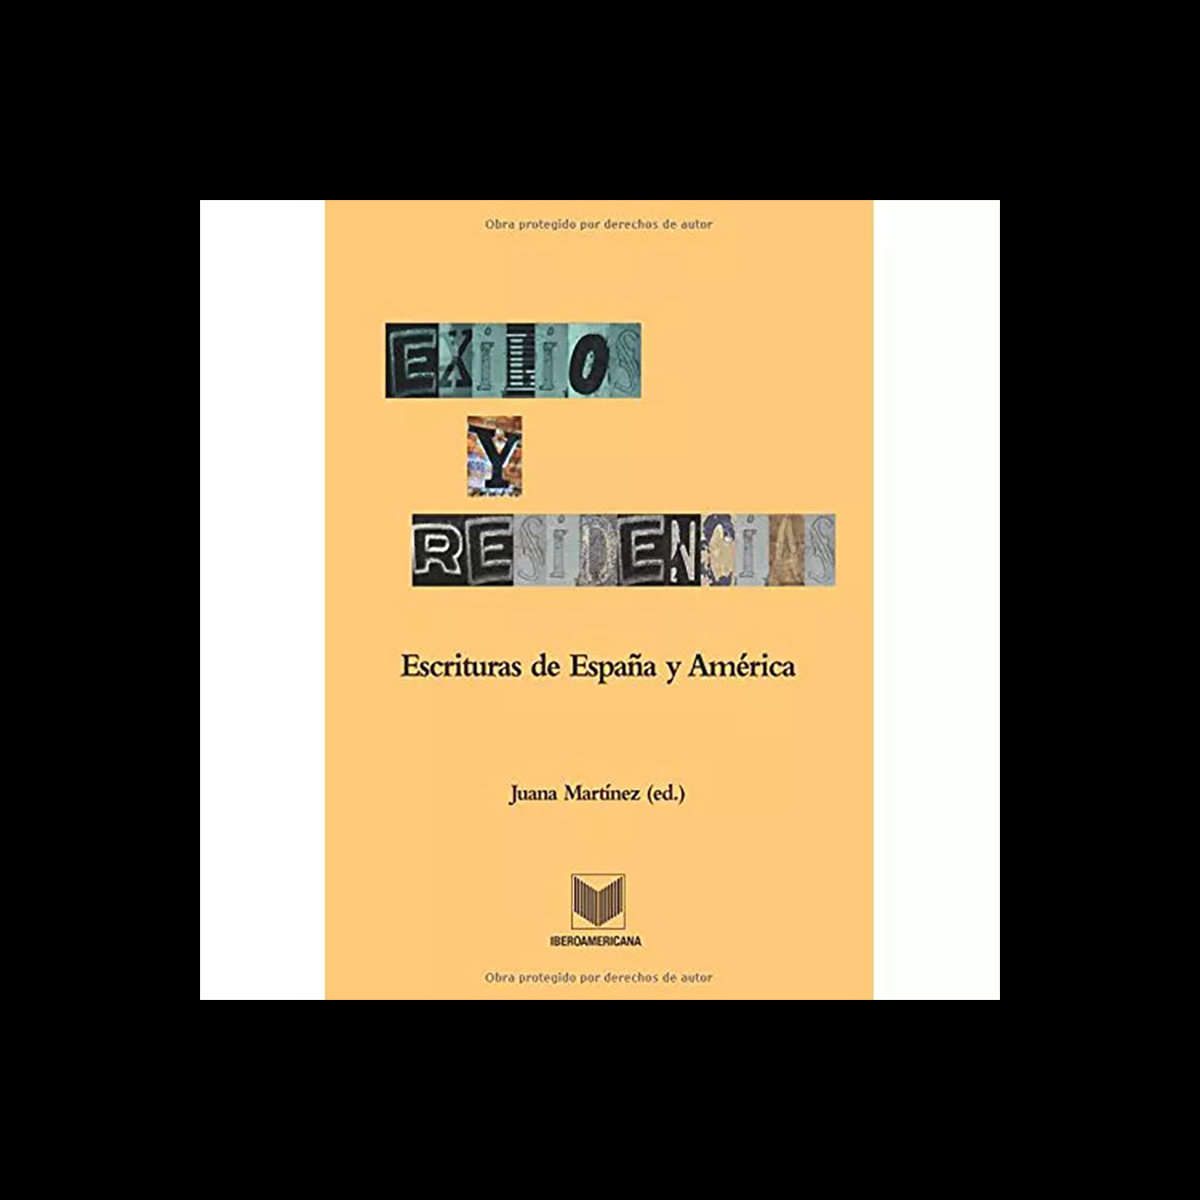 Obra protegido por derechos de autor
EXiliOS
Y
RESiDENCiAS
Escrituras de España y América
Juana Martínez (ed.)
IBEROAMERICANA
Obra protegido por derechos de autor